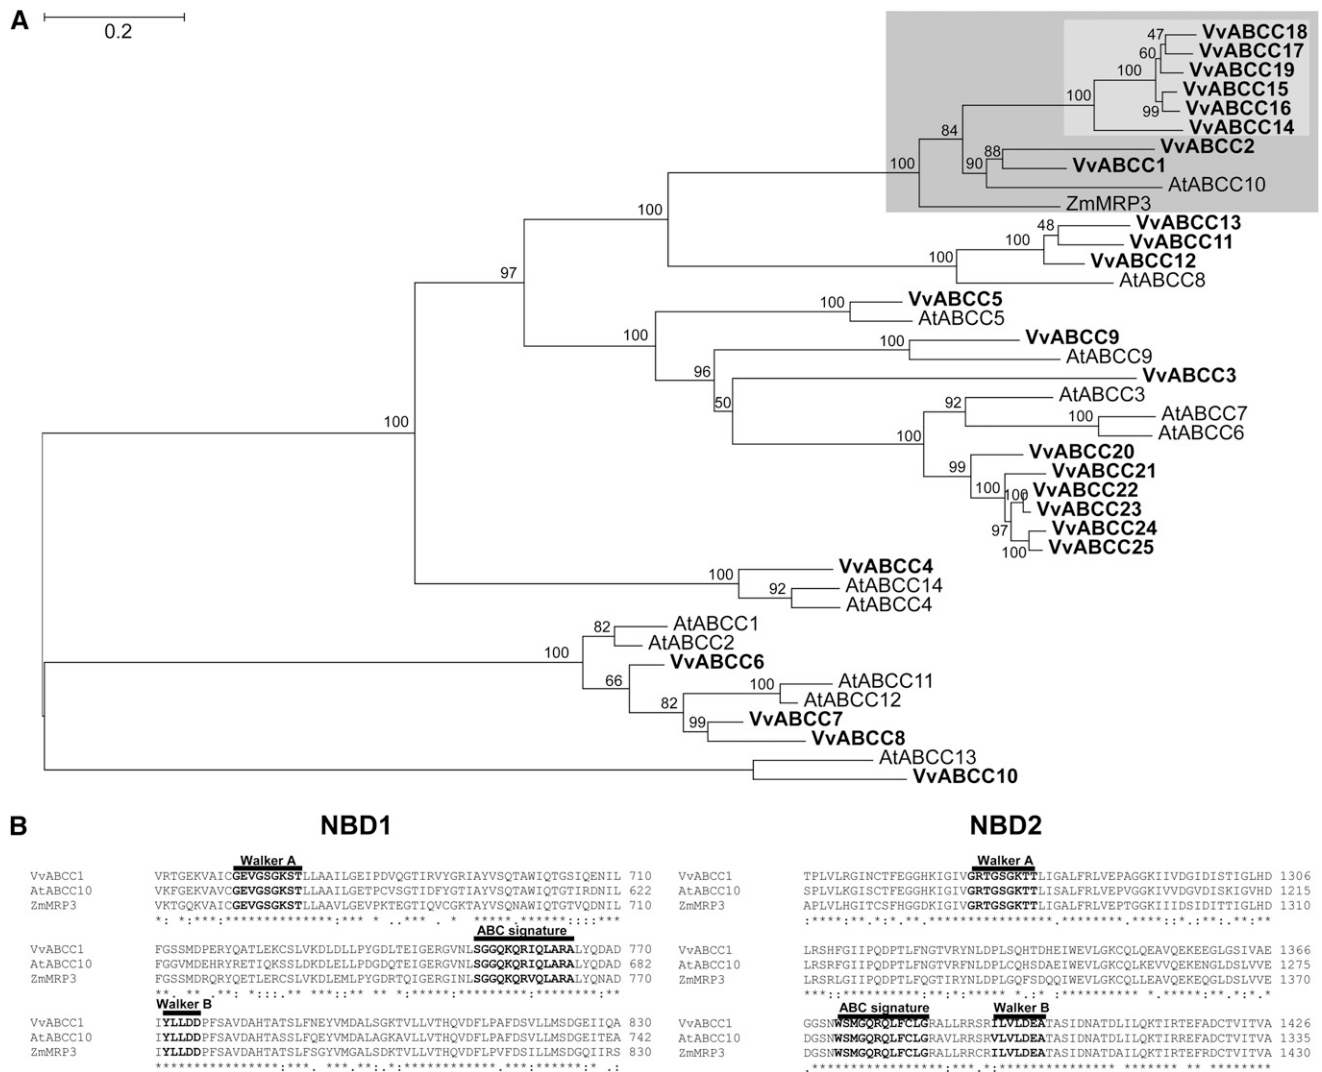 A
0.2
47 VvABCC18
60 VvABCC17
100 VvABCC19
100 VvABCC15
99 VvABCC16
VvABCC14
84 88 VvABCC2
100 90 VvABCC1
AtABCC10
100 ZmMRP3
48 VvABCC13
100 VvABCC11
100 VvABCC12
97 AtABCC8
100 VvABCC5
AtABCC5
100 100 VvABCC9
AtABCC9
96 VvABCC3
50 92 AtABCC3
100 100 AtABCC7
AtABCC6
100 VvABCC20
99 VvABCC21
100 100 VvABCC22
VvABCC23
97 VvABCC24
100 VvABCC25
100 VvABCC4
92 AtABCC14
AtABCC4
82 AtABCC1
100 AtABCC2
VvABCC6
66 100 AtABCC11
82 AtABCC12
99 VvABCC7
VvABCC8
AtABCC13
VvABCC10
B
NBD1
Walker A
VvABCC1 VRTGEKVAICGEVGSGKSTLLAAILGEIPDVQGTIRVYGRIAYVSQTAWIQTGSIQENIL 710
AtABCC10 VKFGEKVAVCGEVGSGKSTLLAAILGETPCVSGTIDFYGTIAYVSQTAWIQTGTIRDNIL 622
ZmMRP3 VKTGQKVAICGEVGSGKSTLLAAVLGEVPKTEGTIQVCGKTAYVSQNAWIQTGTVQDNIL 710
ABC signature
VvABCC1 FGSSMDPERYQATLEKCSLVKDLDLLPYGDLTEIGERGVNLSGGQKQRIQLARALYQDAD 770
AtABCC10 FGGVMDEHRYRETIQKSSLDKDLELLPDGDQTEIGERGVNLSGGQKQRIQLARALYQDAD 682
ZmMRP3 FGSSMDRQRYQETLERCSLVKDLEMLPYGDRTQIGERGINLSGGQKQRVQLARALYQDAD 770
Walker B
VvABCC1 IYLLDDPFSAVDAHTATSLFNEYVMDALSGKTVLLVTHQVDFLPAFDSVLLMSDGEIIQA 830
AtABCC10 IYLLDDPFSAVDAHTASSLFQEYVMDALAGKAVLLVTHQVDFLPAFDSVLLMSDGEITEA 742
ZmMRP3 IYLLDDPFSAVDAHTATSLFSGYVMGALSDKTVLLVTHQVDFLPVFDSILLMSDGQIIRS 830
NBD2
Walker A
VvABCC1 TPLVLRGINCTFEGGHKIGIVGRTGSGKTTLIGALFRLVEPAGGKIIVDGIDISTIGLHD 1306
AtABCC10 SPLVLKGISCTFEGGHKIGIVGRTGSGKTTLISALFRLVEPVGGKIVVDGVDISKIGVHD 1215
ZmMRP3 APLVLHGITCSFHGGDKIGIVGRTGSGKTTLIGALFRLVEPTGGKIIIDSIDITTIGLHD 1310
VvABCC1 LRSHFGIIPQDPTLFNGTVRYNLDPLSQHTDHEIWEVLGKCQLQEAVQEKEEGLGSIVAE 1366
AtABCC10 LRSRFGIIPQDPTLFNGTVRFNLDPLCQHSDAEIWEVLGKCQLKEVVQEKENGLDSLVVE 1275
ZmMRP3 LRSRLGIIPQDPTLFQGTIRYNLDPLGQFSDQQIWEVLGKCQLLEAVQEKEQGLDSLVVE 1370
ABC signature Walker B
VvABCC1 GGSNWSMGQRQLFCLGRALLRRSRILVLDEATASIDNATDLILQKTIRTEFADCTVITVA 1426
AtABCC10 DGSNWSMGQRQLFCLGRAVLRRSRVLVLDEATASIDNATDLILQKTIRREFADCTVITVA 1335
ZmMRP3 DGSNWSMGQRQLFCLGRALLRRCRILVLDEATASIDNATDAILQKTIRTEFRDCTVITVA 1430